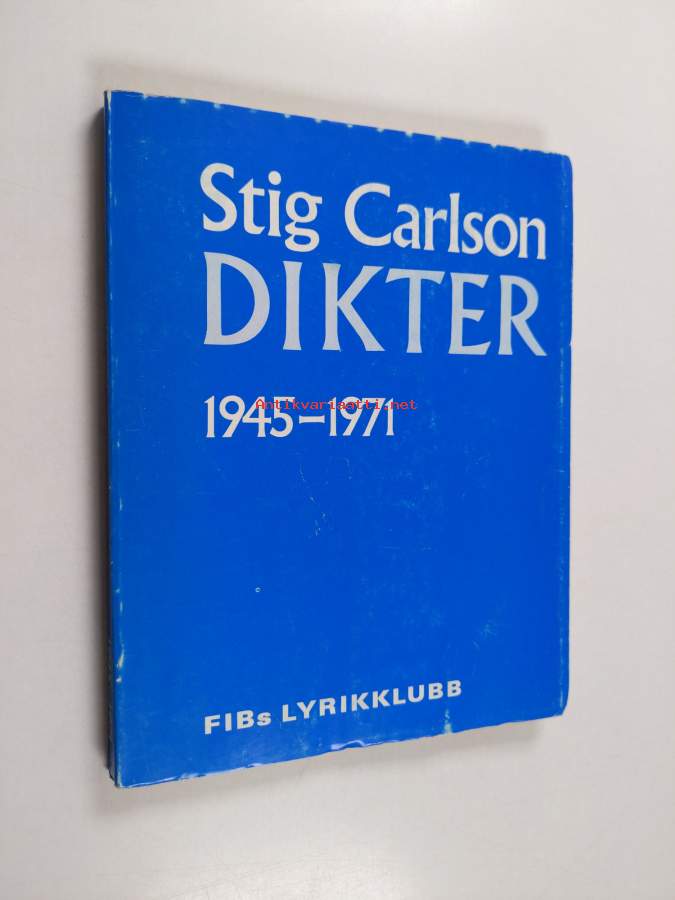 Stig Carlson
DIKTER
Antikvariaatti.net
1945–1971
FIBs LYRIKKLUBB